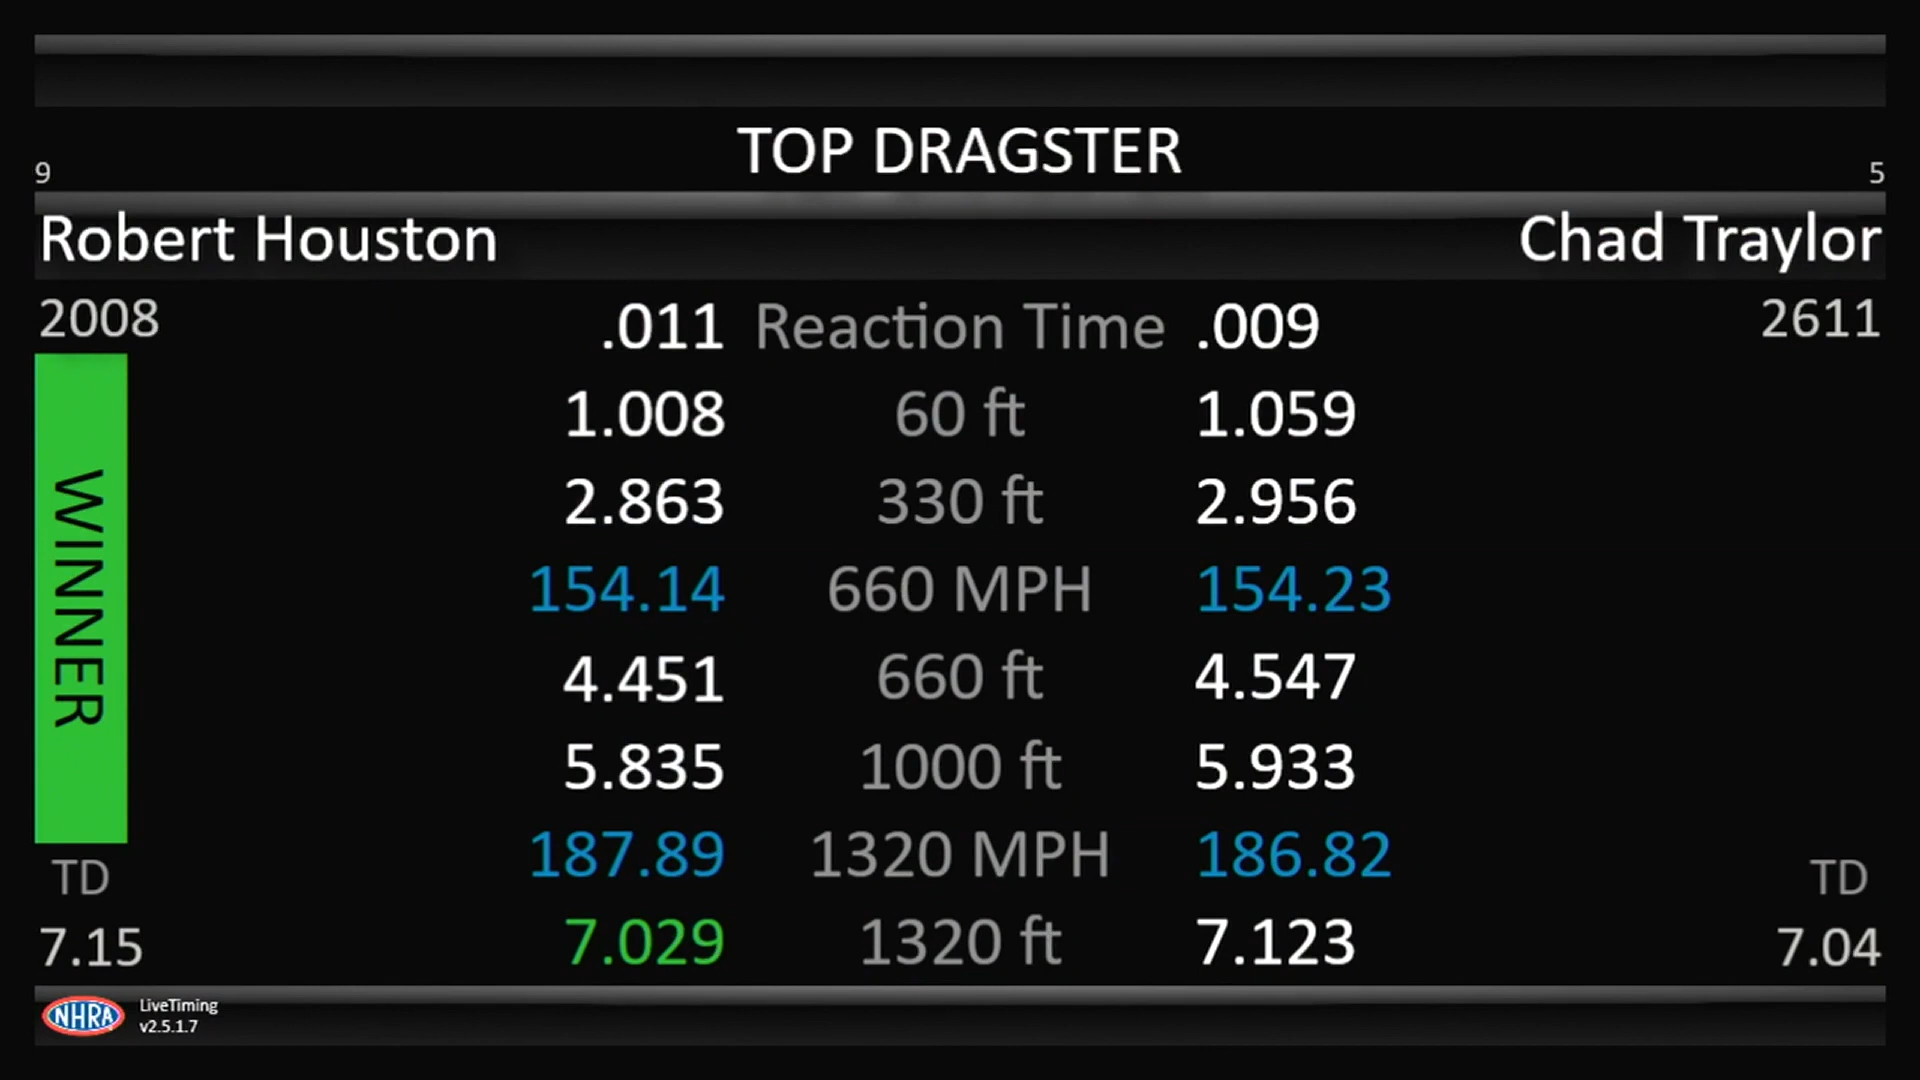 TOP DRAGSTER
9 5
Robert Houston Chad Traylor
2008 2611
.011 Reaction Time .009
1.008 60 ft 1.059
2.863 330 ft 2.956
154.14 660 MPH 154.23
4.451 660 ft 4.547
5.835 1000 ft 5.933
187.89 1320 MPH 186.82
7.029 1320 ft 7.123
WINNER
TD TD
7.15 7.04
NHRA LiveTiming
v2.5.1.7